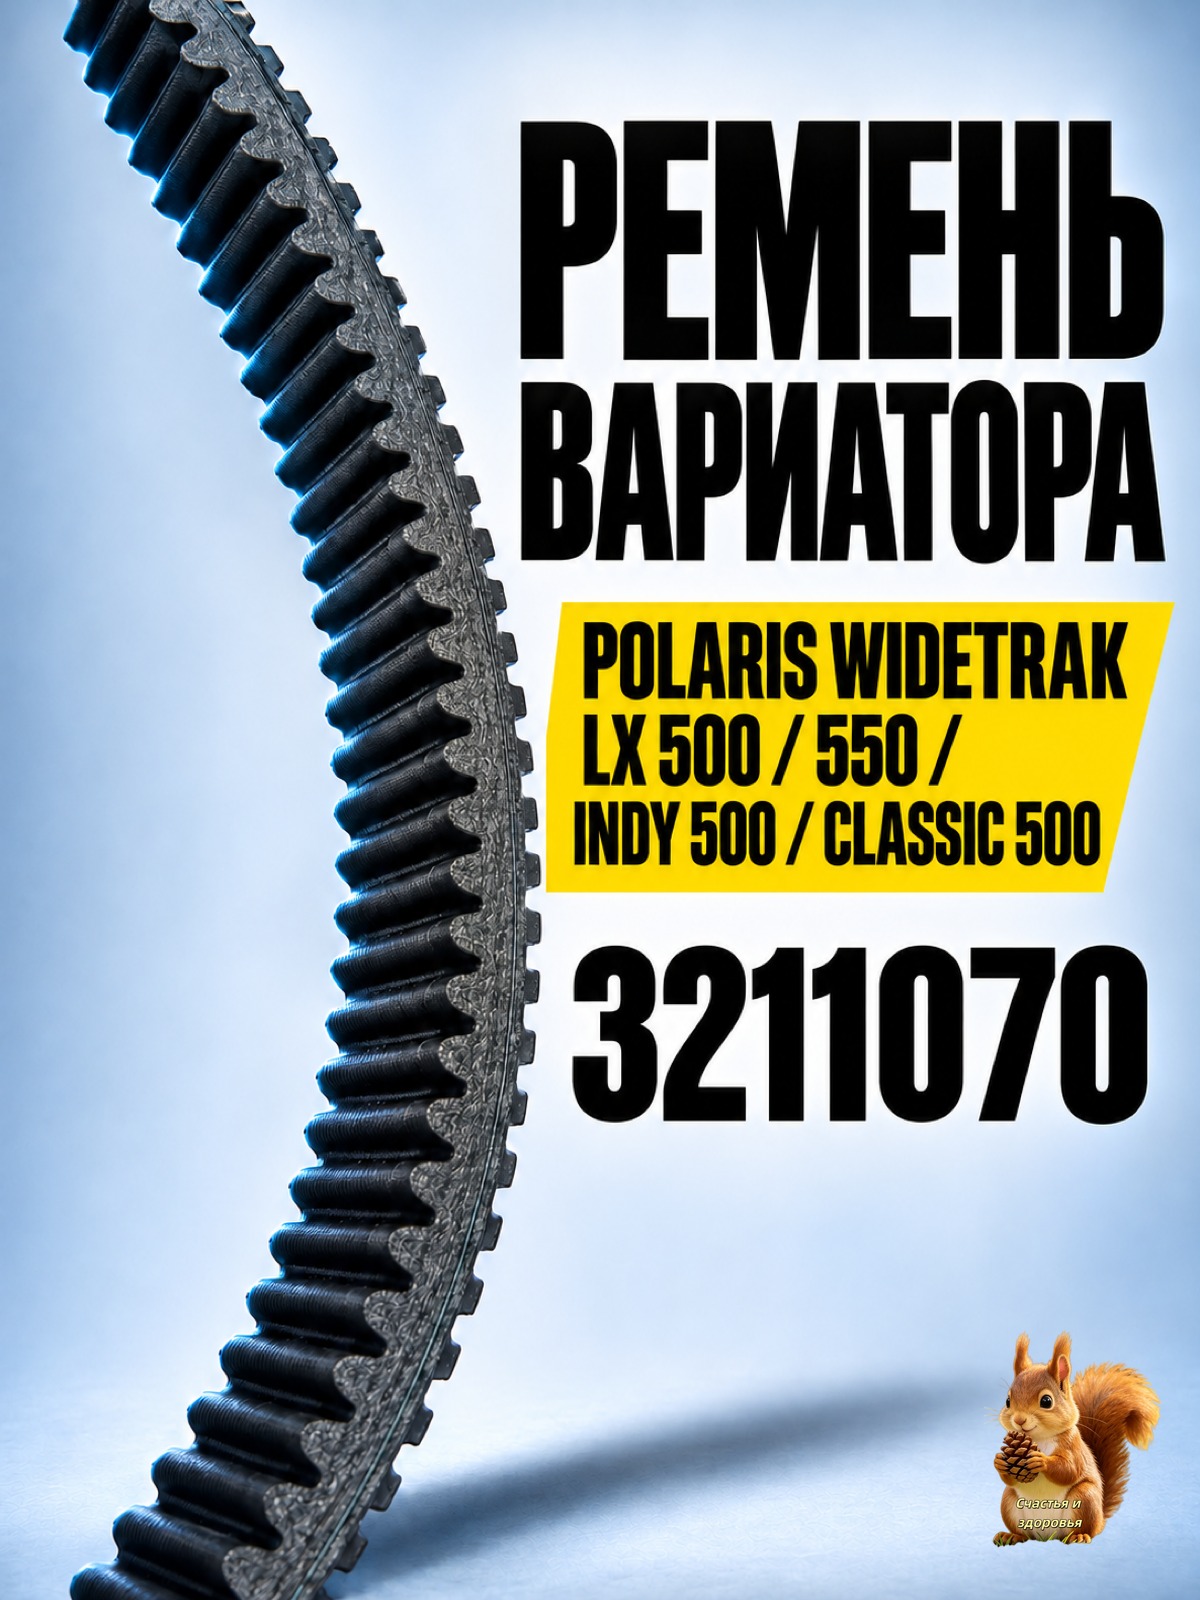 РЕМЕНЬ
ВАРИАТОРА
POLARIS WIDETRAK
LX 500 / 550 /
INDY 500 / CLASSIC 500
3211070
Счастья и
здоровья